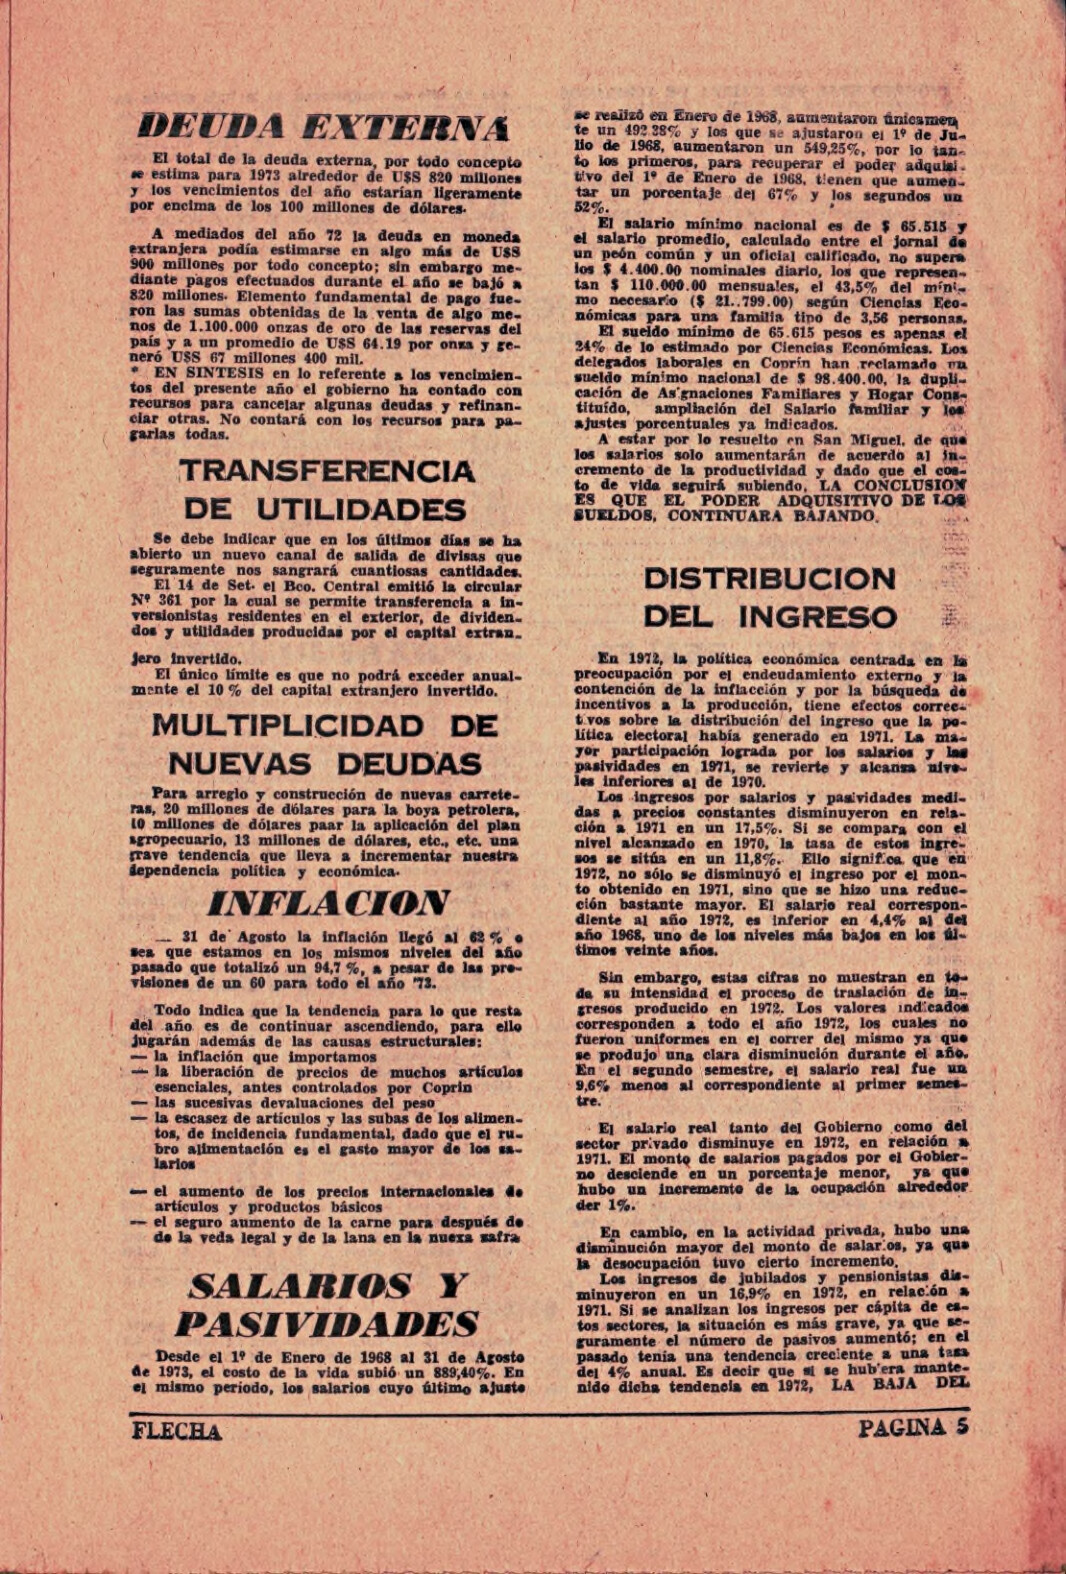 DEUDA EXTERNA
El total de la deuda externa, por todo concepto
se estima para 1973 alrededor de U$S 820 millones
y los vencimientos del año estarían ligeramente
por encima de los 100 millones de dólares.
A mediados del año 72 la deuda en moneda
extranjera podía estimarse en algo más de U$S
900 millones por todo concepto; sin embargo me-
diante pagos efectuados durante el año se bajó a
820 millones. Elemento fundamental de pago fue-
ron las sumas obtenidas de la venta de algo me-
nos de 1.100.000 onzas de oro de las reservas del
país y a un promedio de U$S 64.19 por onza y ge-
neró U$S 67 millones 400 mil.
* EN SINTESIS en lo referente a los vencimien-
tos del presente año el gobierno ha contado con
recursos para cancelar algunas deudas y refinan-
ciar otras. No contará con los recursos para pa-
garlas todas.
TRANSFERENCIA
DE UTILIDADES
Se debe indicar que en los últimos días se ha
abierto un nuevo canal de salida de divisas que
seguramente nos sangrará cuantiosas cantidades.
El 14 de Set. el Bco. Central emitió la circular
Nº 361 por la cual se permite transferencia a in-
versionistas residentes en el exterior, de dividen-
dos y utilidades producidas por el capital extran-
jero invertido.
El único límite es que no podrá exceder anual-
mente el 10 % del capital extranjero invertido.
MULTIPLICIDAD DE
NUEVAS DEUDAS
Para arreglo y construcción de nuevas carrete-
ras, 20 millones de dólares para la boya petrolera,
10 millones de dólares paar la aplicación del plan
agropecuario, 13 millones de dólares, etc., etc. una
grave tendencia que lleva a incrementar nuestra
dependencia política y económica.
INFLACION
— 31 de Agosto la inflación llegó al 62 % o
sea que estamos en los mismos niveles del año
pasado que totalizó un 94,7 %, a pesar de las pre-
visiones de un 60 para todo el año '73.
Todo indica que la tendencia para lo que resta
del año es de continuar ascendiendo, para ello
jugarán además de las causas estructurales:
— la inflación que importamos
— la liberación de precios de muchos artículos
esenciales, antes controlados por Coprin
— las sucesivas devaluaciones del peso
— la escasez de artículos y las subas de los alimen-
tos, de incidencia fundamental, dado que el ru-
bro alimentación es el gasto mayor de los sa-
larios
— el aumento de los precios internacionales de
artículos y productos básicos
— el seguro aumento de la carne para después de
de la veda legal y de la lana en la nuexa zafra
SALARIOS Y
PASIVIDADES
Desde el 1º de Enero de 1968 al 31 de Agosto
de 1973, el costo de la vida subió un 889,40%. En
el mismo periodo, los salarios cuyo último ajuste
se realizó en Enero de 1968, aumentaron únicamen
te un 492.28% y los que se ajustaron el 1º de Ju-
lio de 1968, aumentaron un 549,25%, por lo tan-
to los primeros, para recuperar el poder adquisi-
tivo del 1º de Enero de 1968, tienen que aumen-
tar un porcentaje del 67% y los segundos un
52%.
El salario mínimo nacional es de $ 65.515 y
el salario promedio, calculado entre el jornal de
un peón común y un oficial calificado, no supera
los $ 4.400.00 nominales diario, los que represen-
tan $ 110.000.00 mensuales, el 43,5% del míni-
mo necesario ($ 21..799.00) según Ciencias Eco-
nómicas para una familia tipo de 3,56 personas.
El sueldo mínimo de 65.615 pesos es apenas el
24% de lo estimado por Ciencias Económicas. Los
delegados laborales en Coprin han reclamado un
sueldo mínimo nacional de $ 98.400.00, la dupli-
cación de Asignaciones Familiares y Hogar Cons-
tituído, ampliación del Salario familiar y los
ajustes porcentuales ya indicados.
A estar por lo resuelto en San Miguel, de que
los salarios solo aumentarán de acuerdo al in-
cremento de la productividad y dado que el cos-
to de vida seguirá subiendo, LA CONCLUSION
ES QUE EL PODER ADQUISITIVO DE LOS
SUELDOS, CONTINUARA BAJANDO.
DISTRIBUCION
DEL INGRESO
En 1972, la política económica centrada en la
preocupación por el endeudamiento externo y la
contención de la inflacción y por la búsqueda de
incentivos a la producción, tiene efectos correc-
tivos sobre la distribución del ingreso que la po-
lítica electoral había generado en 1971. La ma-
yor participación lograda por los salarios y las
pasividades en 1971, se revierte y alcanza nive-
les inferiores al de 1970.
Los ingresos por salarios y pasividades medi-
das a precios constantes disminuyeron en rela-
ción a 1971 en un 17,5%. Si se compara con el
nivel alcanzado en 1970, la tasa de estos ingre-
sos se sitúa en un 11,8%. Ello significa que en
1972, no sólo se disminuyó el ingreso por el mon-
to obtenido en 1971, sino que se hizo una reduc-
ción bastante mayor. El salario real correspon-
diente al año 1972, es inferior en 4,4% al del
año 1968, uno de los niveles más bajos en los úl-
timos veinte años.
Sin embargo, estas cifras no muestran en to-
da su intensidad el proceso de traslación de in-
gresos producido en 1972. Los valores indicados
corresponden a todo el año 1972, los cuales no
fueron uniformes en el correr del mismo ya que
se produjo una clara disminución durante el año.
En el segundo semestre, el salario real fue un
9,6% menos al correspondiente al primer semes-
tre.
El salario real tanto del Gobierno como del
sector privado disminuye en 1972, en relación a
1971. El monto de salarios pagados por el Gobier-
no desciende en un porcentaje menor, ya que
hubo un incremento de la ocupación alrededor
der 1%.
En cambio, en la actividad privada, hubo una
disminución mayor del monto de salarios, ya que
la desocupación tuvo cierto incremento.
Los ingresos de jubilados y pensionistas dis-
minuyeron en un 16,9% en 1972, en relación a
1971. Si se analizan los ingresos per cápita de es-
tos sectores, la situación es más grave, ya que se-
guramente el número de pasivos aumentó; en el
pasado tenía una tendencia creciente a una tasa
del 4% anual. Es decir que si se hubiera mante-
nido dicha tendencia en 1972, LA BAJA DEL
FLECHA
PAGINA 5